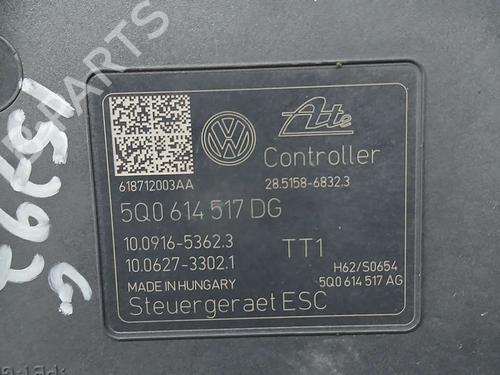 Ate
Controller
618712003AA
28.5158-6832.3
5Q0 614 517 DG
10.0916-5362.3
TT1
10.0627-3302.1
H62/S0654
MADE IN HUNGARY
5Q0 614 517 AG
Steuergeraet ESC